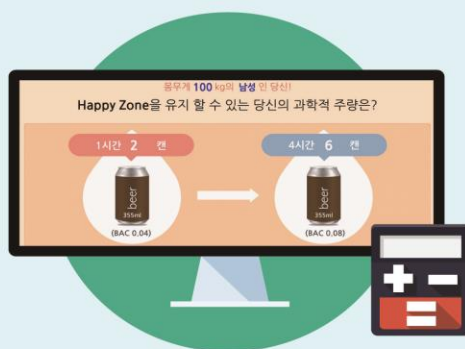 몸무게 100 kg의 남성 인 당신!
Happy Zone을 유지 할 수 있는 당신의 과학적 주량은?
1시간 2 캔
4시간 6 캔
beer
355ml
beer
355ml
(BAC 0.04)
(BAC 0.08)